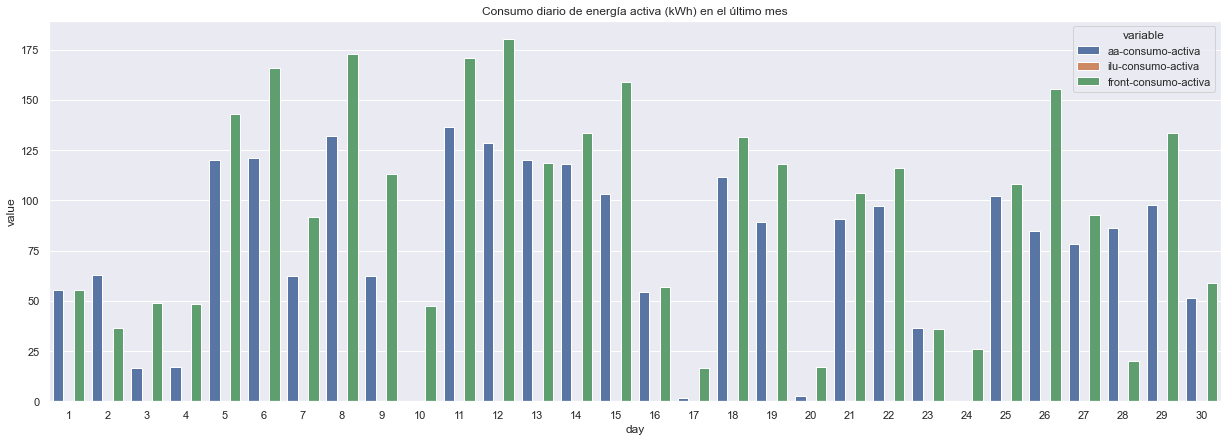 Consumo diario de energía activa (kWh) en el último mes
variable
aa-consumo-activa
ilu-consumo-activa
front-consumo-activa
value
175
150
125
100
75
50
25
0
1 2 3 4 5 6 7 8 9 10 11 12 13 14 15 16 17 18 19 20 21 22 23 24 25 26 27 28 29 30
day